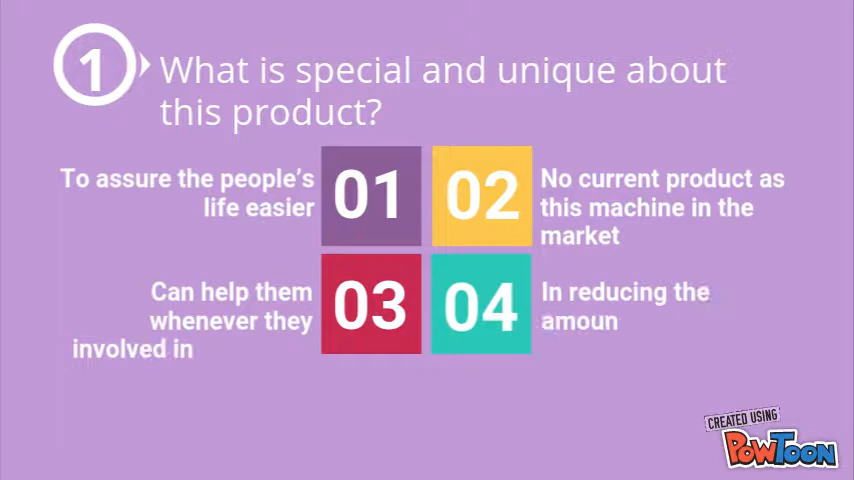 1
What is special and unique about
this product?
To assure the people's
life easier
01
02
No current product as
this machine in the
market
Can help them
whenever they
involved in
03
04
In reducing the
amoun
CREATED USING
POWTOON